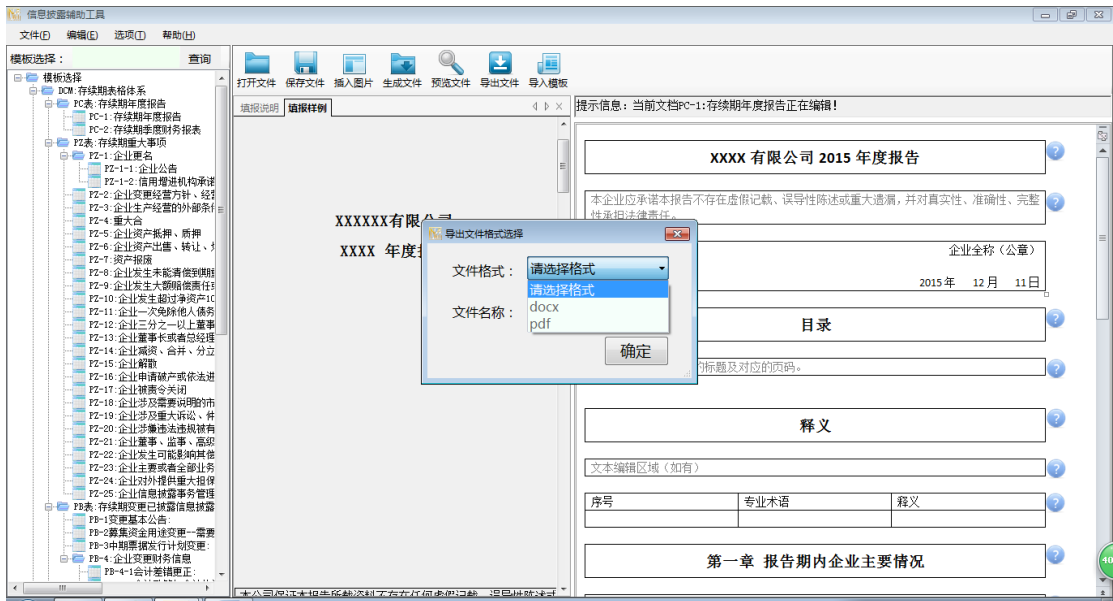 信息披露辅助工具
文件(F) 编辑(E) 选项(T) 帮助(H)
模板选择： 查询
模板选择
DCM:存续期表格体系
PC表:存续期年度报告
PC-1:存续期年度报告
PC-2:存续期季度财务报表
PZ表:存续期重大事项
PZ-1:企业更名
PZ-1-1:企业公告
PZ-1-2:信用增进机构承诺
PZ-2:企业变更经营方针、经营
PZ-3:企业生产经营的外部条件
PZ-4:重大合
PZ-5:企业资产抵押、质押
PZ-6:企业资产出售、转让、
PZ-7:资产报废
PZ-8:企业发生未能清偿到期
PZ-9:企业发生大额赔偿责任
PZ-10:企业发生超过净资产10
PZ-11:企业一次免除他人债务
PZ-12:企业三分之一以上董事
PZ-13:企业董事长或者总经理
PZ-14:企业减资、合并、分立
PZ-15:企业解散
PZ-16:企业申请破产或依法进
PZ-17:企业被责令关闭
PZ-18:企业涉及需要说明的市
PZ-19:企业涉及重大诉讼、仲
PZ-20:企业涉嫌违法违规被有
PZ-21:企业董事、监事、高级
PZ-22:企业发生可能影响其偿
PZ-23:企业主要或者全部业务
PZ-24:企业对外提供重大担保
PZ-25:企业信息披露事务管理
PB表:存续期变更已披露信息披露
PB-1变更基本公告:
PB-2募集资金用途变更--需要
PB-3中期票据发行计划变更:
PB-4:企业变更财务信息
PB-4-1会计差错更正:
打开文件 保存文件 插入图片 生成文件 预览文件 导出文件 导入模板
填报说明 填报样例
XXXXXX有限公司
XXXX 年度
本公司保证本报告所载资料不存在任何虚假记载、误导性陈述或
导出文件格式选择
文件格式： 请选择格式
请选择格式
docx
pdf
文件名称：
确定
提示信息：当前文档PC-1:存续期年度报告正在编辑!
XXXX 有限公司 2015 年度报告
本企业应承诺本报告不存在虚假记载、误导性陈述或重大遗漏，并对真实性、准确性、完整
性承担法律责任。
企业全称（公章）
2015 年 12 月 11 日
目录
的标题及对应的页码。
释义
文本编辑区域（如有）
序号 专业术语 释义
第一章 报告期内企业主要情况
40